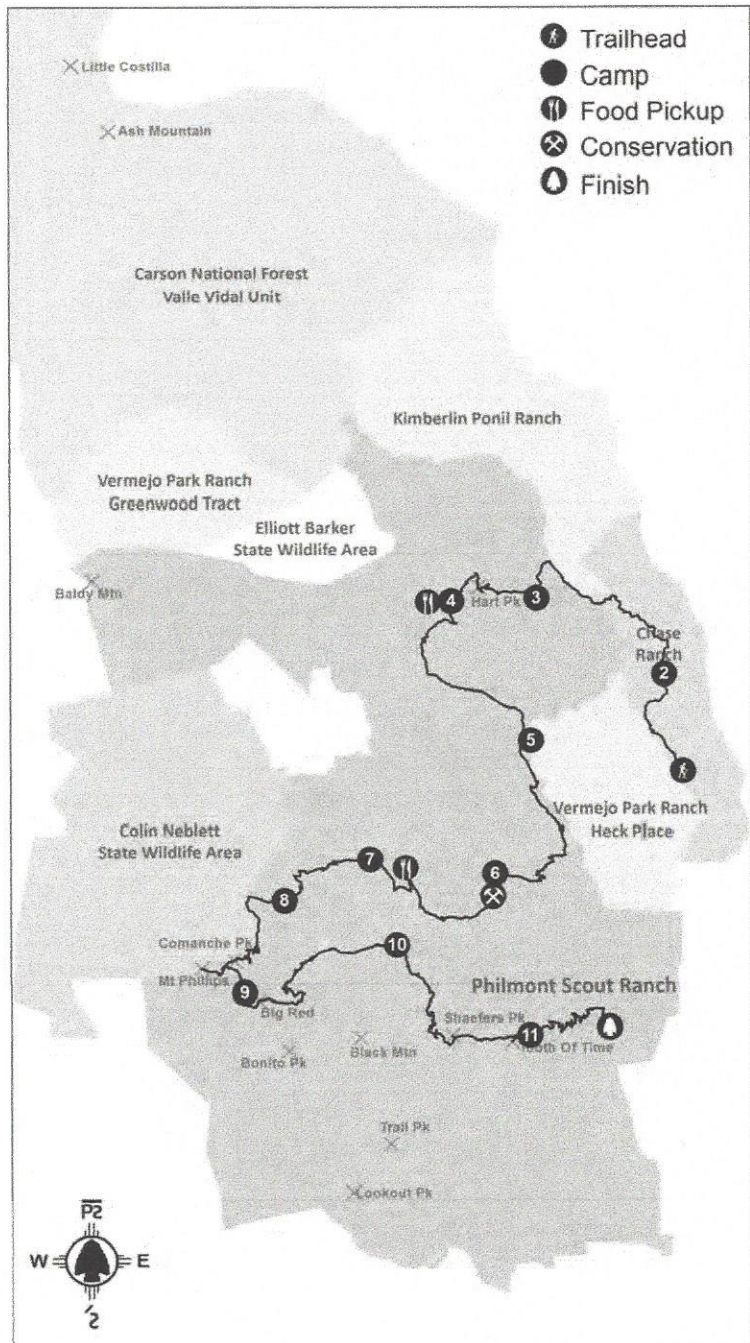 Trailhead
Camp
Food Pickup
Conservation
Finish
Little Costilla
Ash Mountain
Carson National Forest
Valle Vidal Unit
Kimberlin Ponil Ranch
Vermejo Park Ranch
Greenwood Tract
Elliott Barker
State Wildlife Area
Baldy Mtn
4
Hart Pk
3
Chase
Ranch
2
5
Vermejo Park Ranch
Heck Place
Colin Neblett
State Wildlife Area
7
6
8
10
Comanche Pk
Mt Phillips
9
Big Red
Philmont Scout Ranch
Shaefers Pk
11
Tooth Of Time
Black Mtn
Bonito Pk
Trail Pk
Lookout Pk
W
E